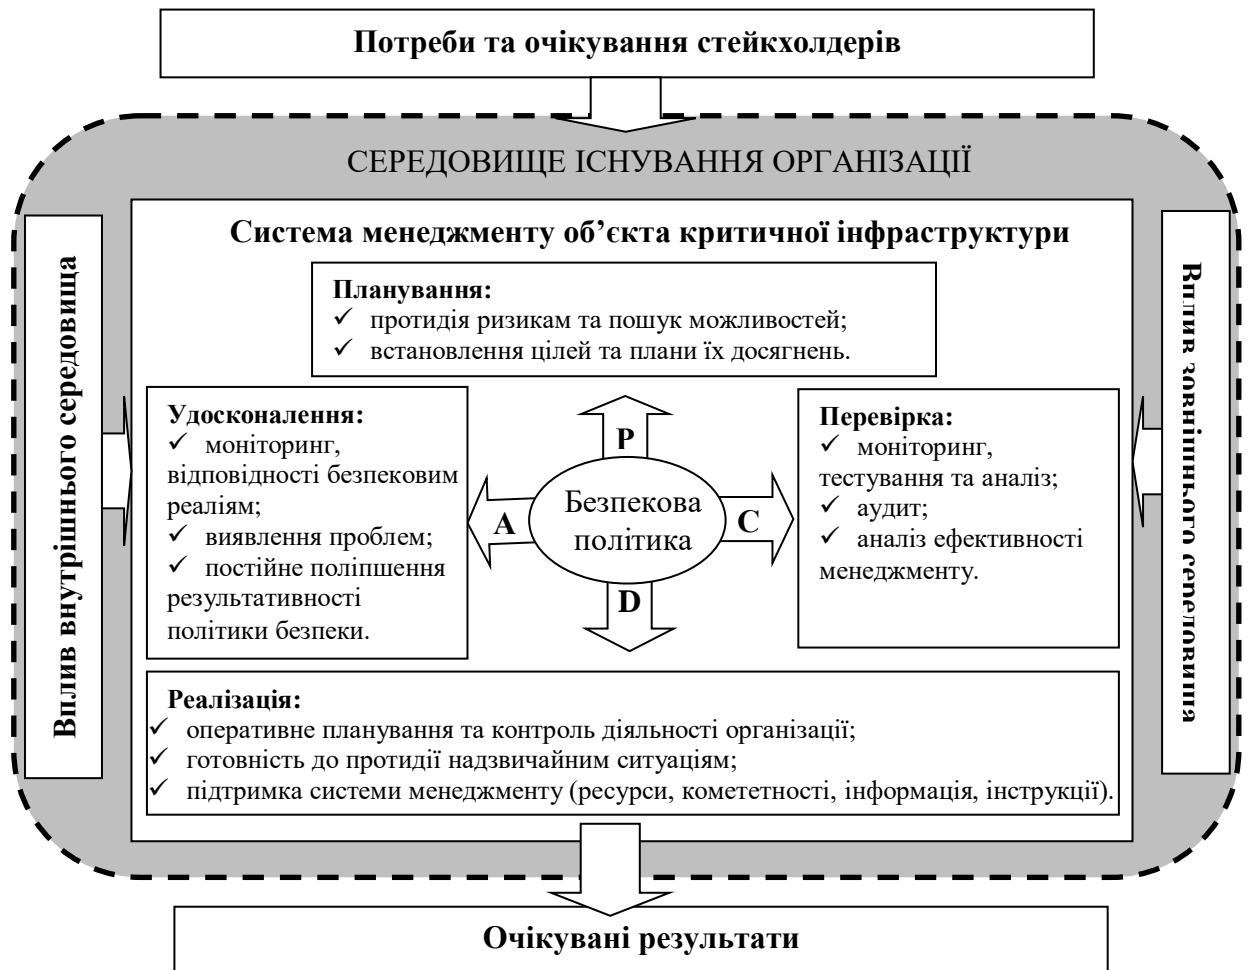 Потреби та очікування стейкхолдерів
СЕРЕДОВИЩЕ ІСНУВАННЯ ОРГАНІЗАЦІЇ
Вплив внутрішнього середовища
Система менеджменту об’єкта критичної інфраструктури
Планування:
✓ протидія ризикам та пошук можливостей;
✓ встановлення цілей та плани їх досягнень.
Удосконалення:
✓ моніторинг,
відповідності безпековим
реаліям;
✓ виявлення проблем;
✓ постійне поліпшення
результативності
політики безпеки.
P
A
Безпекова
політика
C
D
Перевірка:
✓ моніторинг,
тестування та аналіз;
✓ аудит;
✓ аналіз ефективності
менеджменту.
Реалізація:
✓ оперативне планування та контроль діяльності організації;
✓ готовність до протидії надзвичайним ситуаціям;
✓ підтримка системи менеджменту (ресурси, комететності, інформація, інструкції).
Вплив зовнішнього середовища
Очікувані результати